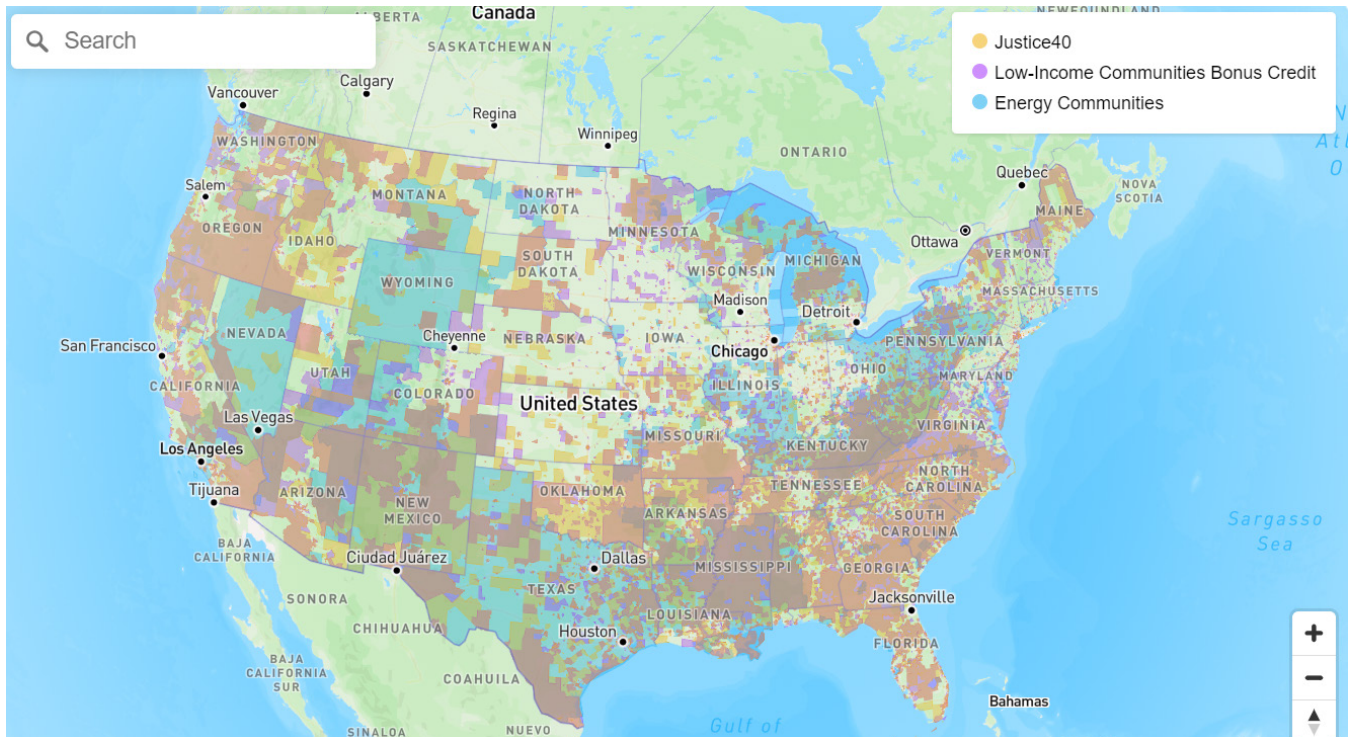 Search
Justice40
Low-Income Communities Bonus Credit
Energy Communities
Canada
ALBERTA
NEWFOUNDLAND
SASKATCHEWAN
Calgary
Vancouver
Regina
Winnipeg
WASHINGTON
ONTARIO
Quebec
NOVA
SCOTIA
Salem
MONTANA
NORTH
DAKOTA
MAINE
OREGON
IDAHO
MINNESOTA
Ottawa
VERMONT
SOUTH
DAKOTA
WISCONSIN
MICHIGAN
WYOMING
MASSACHUSETTS
Madison
Detroit
NEVADA
Cheyenne
NEBRASKA
IOWA
Chicago
PENNSYLVANIA
San Francisco
UTAH
COLORADO
ILLINOIS
OHIO
MARYLAND
CALIFORNIA
United States
Las Vegas
MISSOURI
KENTUCKY
VIRGINIA
Los Angeles
Tijuana
ARIZONA
NEW
MEXICO
OKLAHOMA
ARKANSAS
TENNESSEE
NORTH
CAROLINA
SOUTH
CAROLINA
Sargasso
Sea
BAJA
CALIFORNIA
Ciudad Juárez
Dallas
MISSISSIPPI
GEORGIA
SONORA
TEXAS
LOUISIANA
Jacksonville
CHIHUAHUA
Houston
FLORIDA
BAJA
CALIFORNIA
SUR
COAHUILA
Bahamas
SINALOA
NUEVO
Gulf of